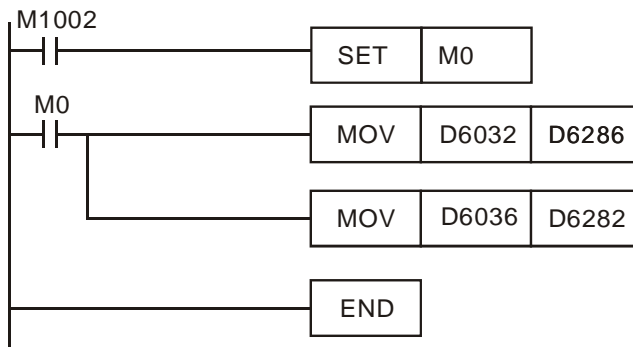 M1002
SET M0
M0
MOV D6032 D6286
MOV D6036 D6282
END